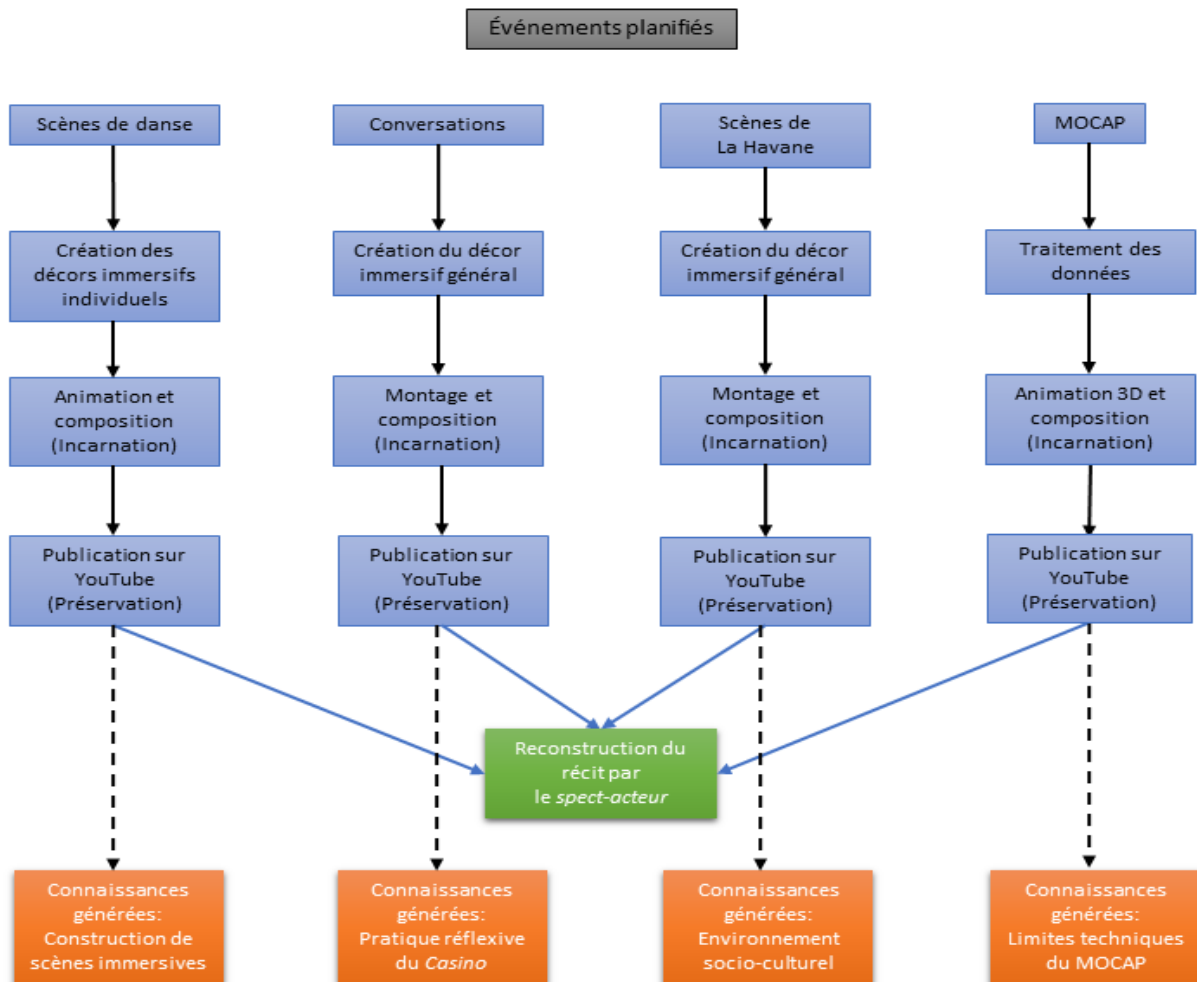 Événements planifiés
Scènes de danse
Conversations
Scènes de
La Havane
MOCAP
Création des
décors immersifs
individuels
Création du décor
immersif général
Création du décor
immersif général
Traitement des
données
Animation et
composition
(Incarnation)
Montage et
composition
(Incarnation)
Montage et
composition
(Incarnation)
Animation 3D et
composition
(Incarnation)
Publication sur
YouTube
(Préservation)
Publication sur
YouTube
(Préservation)
Publication sur
YouTube
(Préservation)
Publication sur
YouTube
(Préservation)
Reconstruction du
récit par
le spect-acteur
Connaissances
générées:
Construction de
scènes immersives
Connaissances
générées:
Pratique réflexive
du Casino
Connaissances
générées:
Environnement
socio-culturel
Connaissances
générées:
Limites techniques
du MOCAP